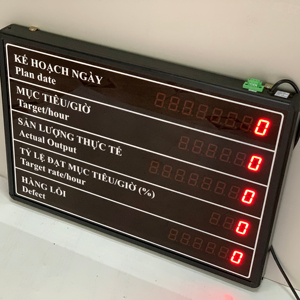 KẾ HOẠCH NGÀY
Plan date
0
MỤC TIÊU/GIỜ
Target/hour
0
SẢN LƯỢNG THỰC TẾ
Actual Output
0
TỶ LỆ ĐẠT MỤC TIÊU/GIỜ (%)
Target rate/hour
0
HÀNG LỖI
Defect
0